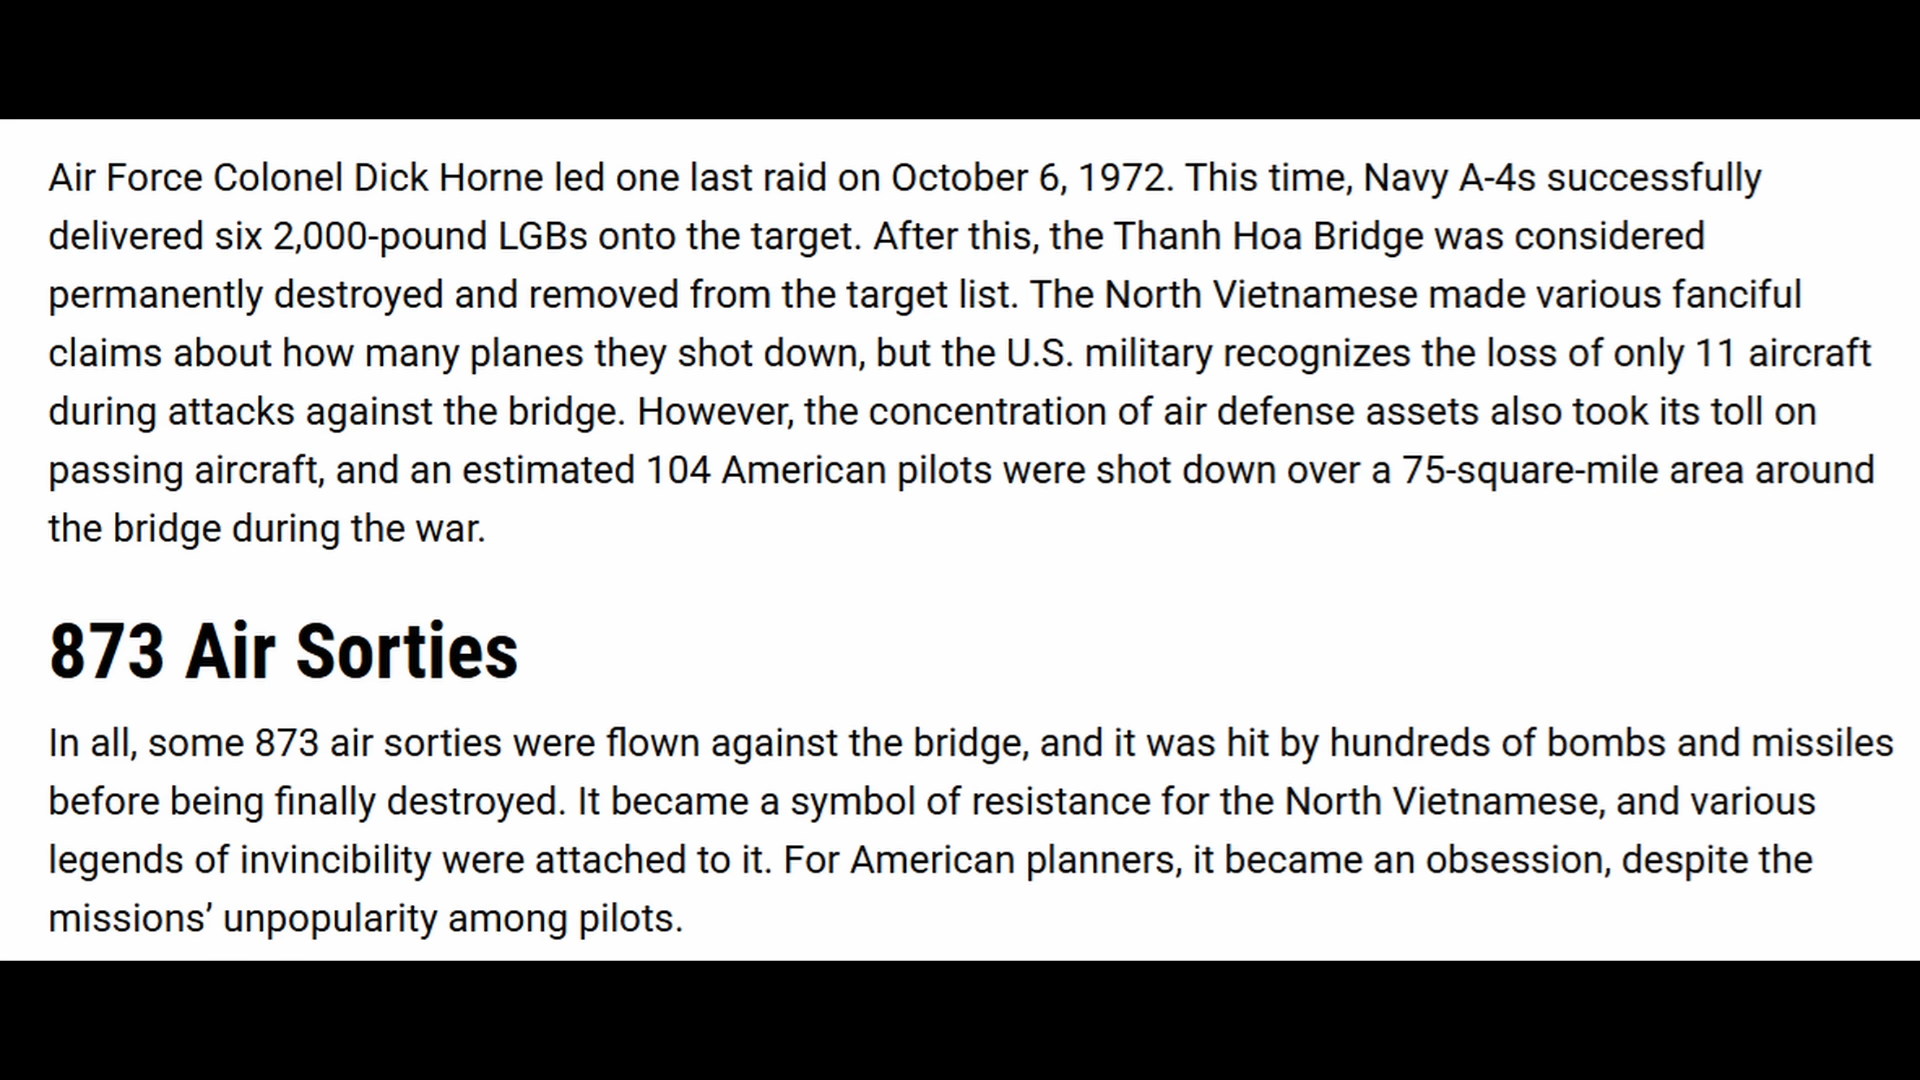 Air Force Colonel Dick Horne led one last raid on October 6, 1972. This time, Navy A-4s successfully
delivered six 2,000-pound LGBs onto the target. After this, the Thanh Hoa Bridge was considered
permanently destroyed and removed from the target list. The North Vietnamese made various fanciful
claims about how many planes they shot down, but the U.S. military recognizes the loss of only 11 aircraft
during attacks against the bridge. However, the concentration of air defense assets also took its toll on
passing aircraft, and an estimated 104 American pilots were shot down over a 75-square-mile area around
the bridge during the war.
873 Air Sorties
In all, some 873 air sorties were flown against the bridge, and it was hit by hundreds of bombs and missiles
before being finally destroyed. It became a symbol of resistance for the North Vietnamese, and various
legends of invincibility were attached to it. For American planners, it became an obsession, despite the
missions’ unpopularity among pilots.